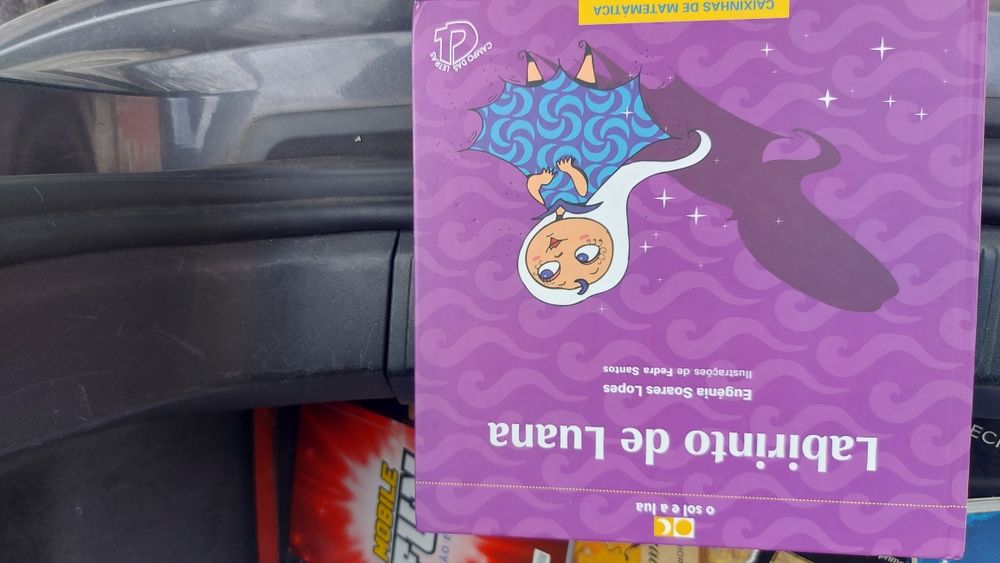 o sol e a lua
Labirinto de Luana
Eugénia Soares Lopes
Ilustrações de Fedra Santos
CAMPO DAS LETRAS
CAIXINHAS DE MATEMÁTICA
MOBILE